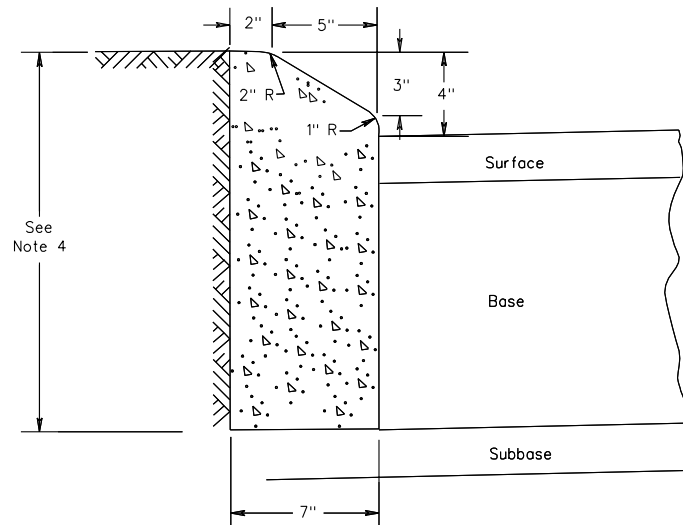 2" 5"
3"
4"
2" R
1" R
Surface
See
Note 4
Base
Subbase
7"